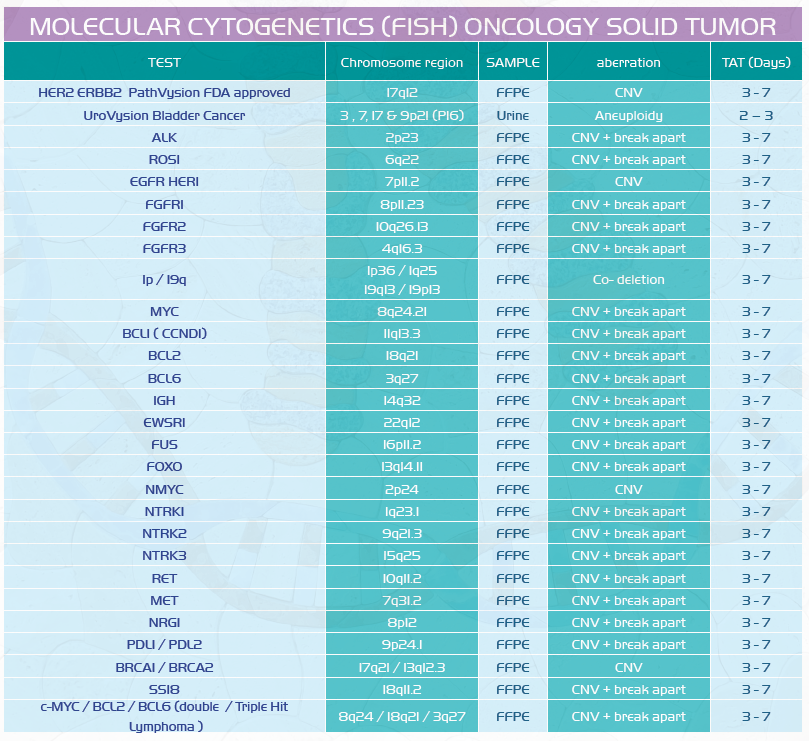 MOLECULAR CYTOGENETICS (FISH) ONCOLOGY SOLID TUMOR
TEST Chromosome region SAMPLE aberration TAT (Days)
HER2 ERBB2 PathVysion FDA approved 17q12 FFPE CNV 3 - 7
UroVysion Bladder Cancer 3 , 7, 17 & 9p21 (P16) Urine Aneuploidy 2 – 3
ALK 2p23 FFPE CNV + break apart 3 - 7
ROS1 6q22 FFPE CNV + break apart 3 - 7
EGFR HER1 7p11.2 FFPE CNV 3 - 7
FGFR1 8p11.23 FFPE CNV + break apart 3 - 7
FGFR2 10q26.13 FFPE CNV + break apart 3 - 7
FGFR3 4q16.3 FFPE CNV + break apart 3 - 7
1p / 19q 1p36 / 1q25 FFPE Co- deletion 3 - 7
19q13 / 19p13
MYC 8q24.21 FFPE CNV + break apart 3 - 7
BCL1 ( CCND1) 11q13.3 FFPE CNV + break apart 3 - 7
BCL2 18q21 FFPE CNV + break apart 3 - 7
BCL6 3q27 FFPE CNV + break apart 3 - 7
IGH 14q32 FFPE CNV + break apart 3 - 7
EWSR1 22q12 FFPE CNV + break apart 3 - 7
FUS 16p11.2 FFPE CNV + break apart 3 - 7
FOXO 13q14.11 FFPE CNV + break apart 3 - 7
NMYC 2p24 FFPE CNV 3 - 7
NTRK1 1q23.1 FFPE CNV + break apart 3 - 7
NTRK2 9q21.3 FFPE CNV + break apart 3 - 7
NTRK3 15q25 FFPE CNV + break apart 3 - 7
RET 10q11.2 FFPE CNV + break apart 3 - 7
MET 7q31.2 FFPE CNV + break apart 3 - 7
NRG1 8p12 FFPE CNV + break apart 3 - 7
PDL1 / PDL2 9p24.1 FFPE CNV + break apart 3 - 7
BRCA1 / BRCA2 17q21 / 13q12.3 FFPE CNV 3 - 7
SS18 18q11.2 FFPE CNV + break apart 3 - 7
c-MYC / BCL2 / BCL6 (double / Triple Hit 8q24 / 18q21 / 3q27 FFPE CNV + break apart 3 - 7
Lymphoma )